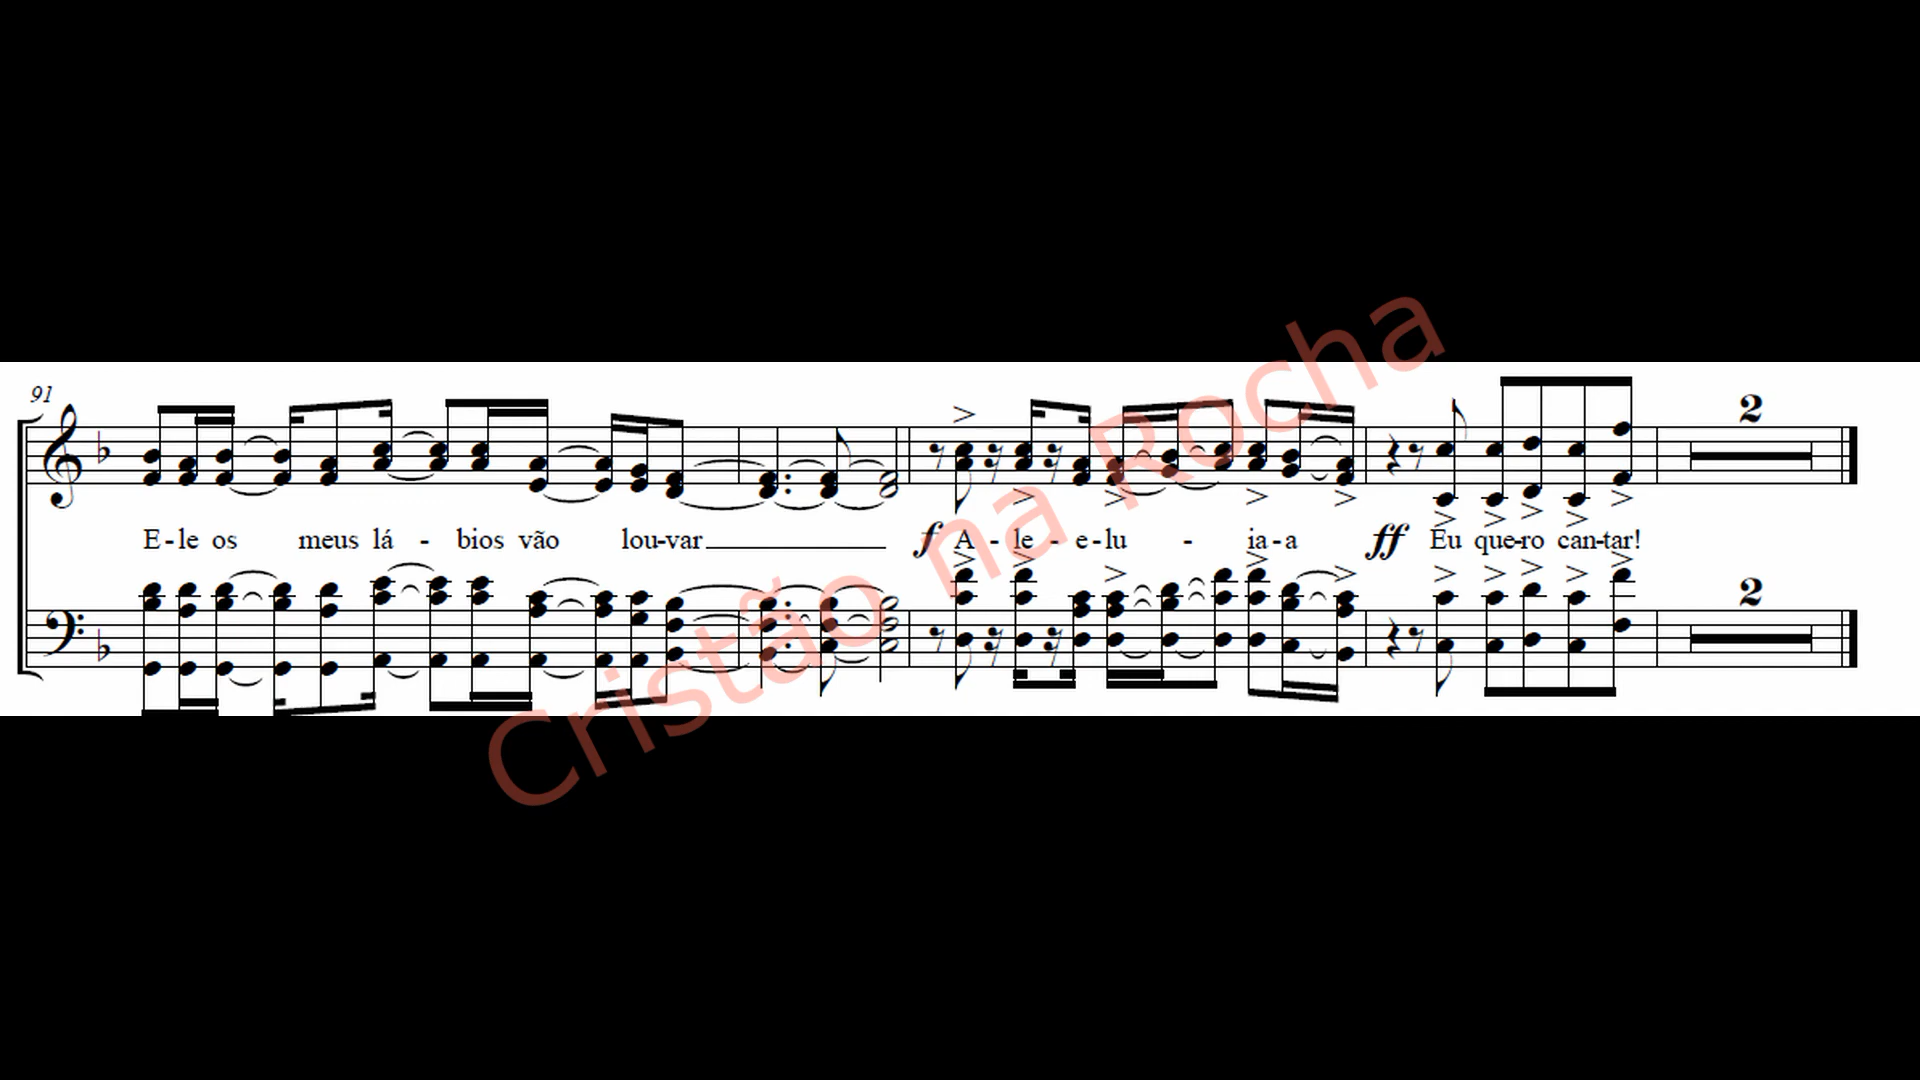 91
2
E-le os meus lá - bios vão lou-var
f A - le - e-lu - ia-a ff Eu que-ro can-tar!
2
Cristão na Rocha